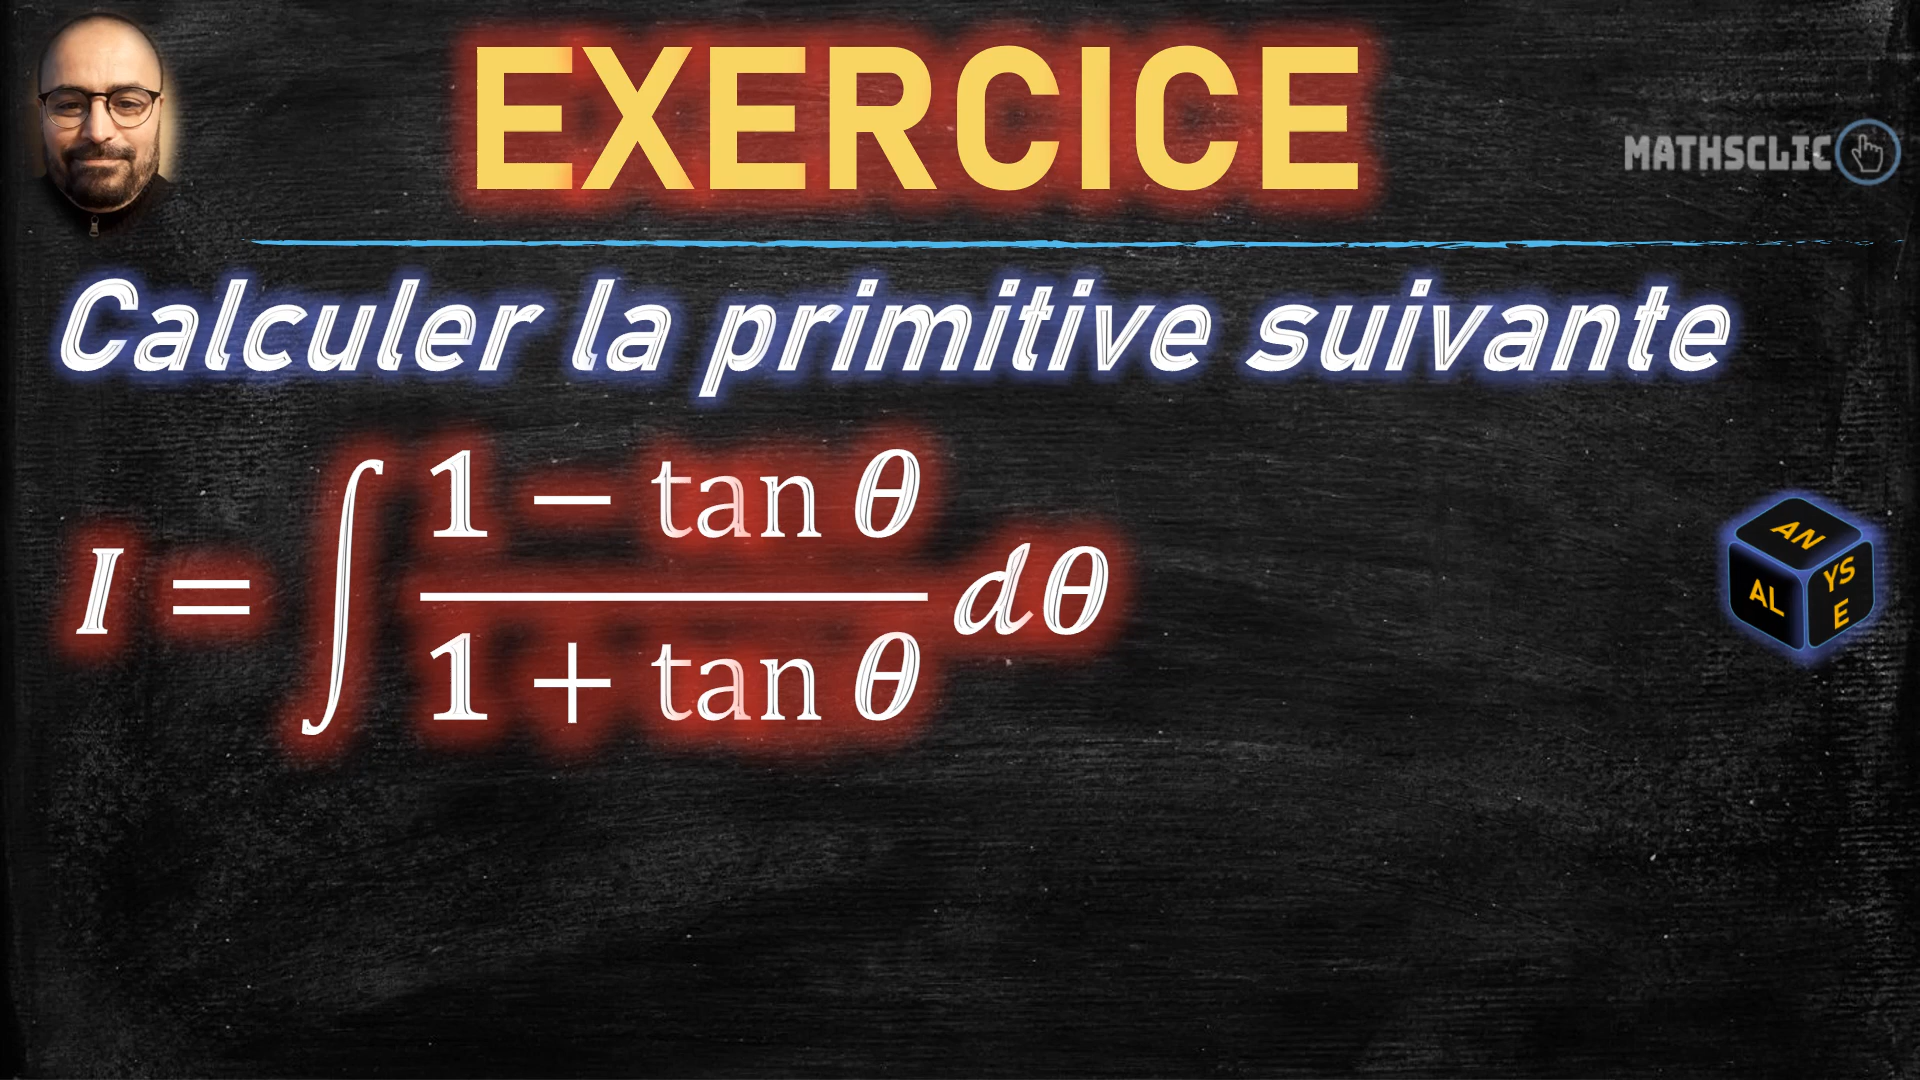 EXERCICE
MATHSCLIC
Calculer la primitive suivante
I = ∫ (1 − tan θ)/(1 + tan θ) dθ
AN
AL
YS
E